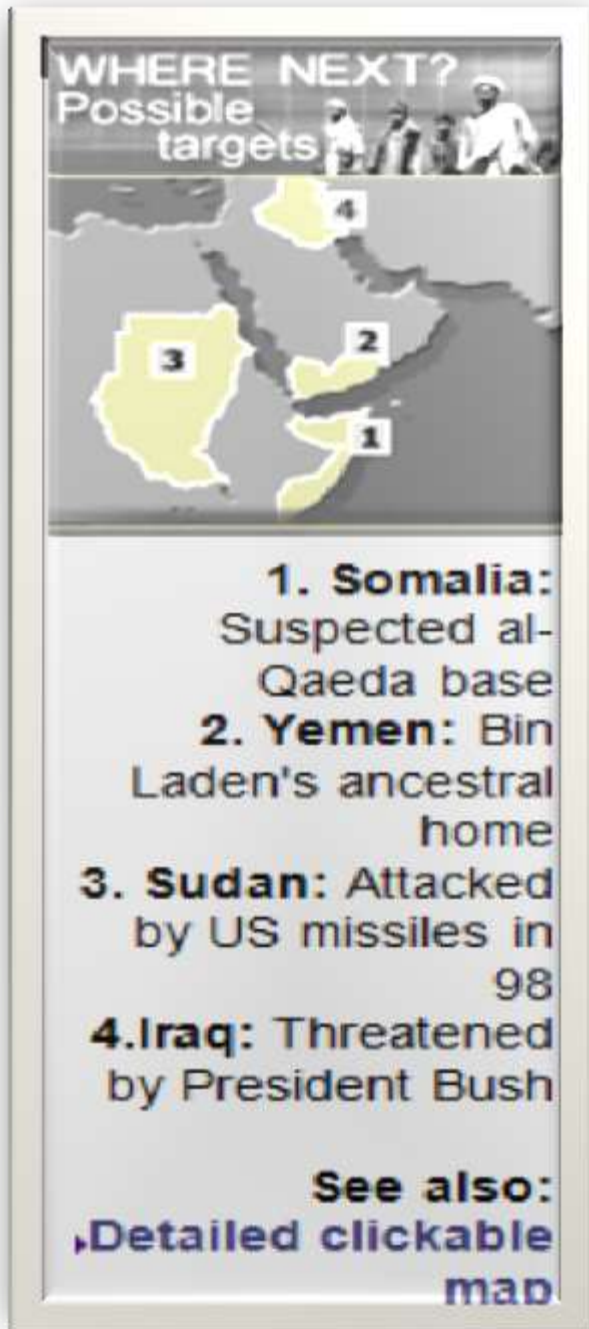 WHERE NEXT?
Possible
targets
4
3
2
1
1. Somalia:
Suspected al-
Qaeda base
2. Yemen: Bin
Laden's ancestral
home
3. Sudan: Attacked
by US missiles in
98
4.Iraq: Threatened
by President Bush
See also:
Detailed clickable
map